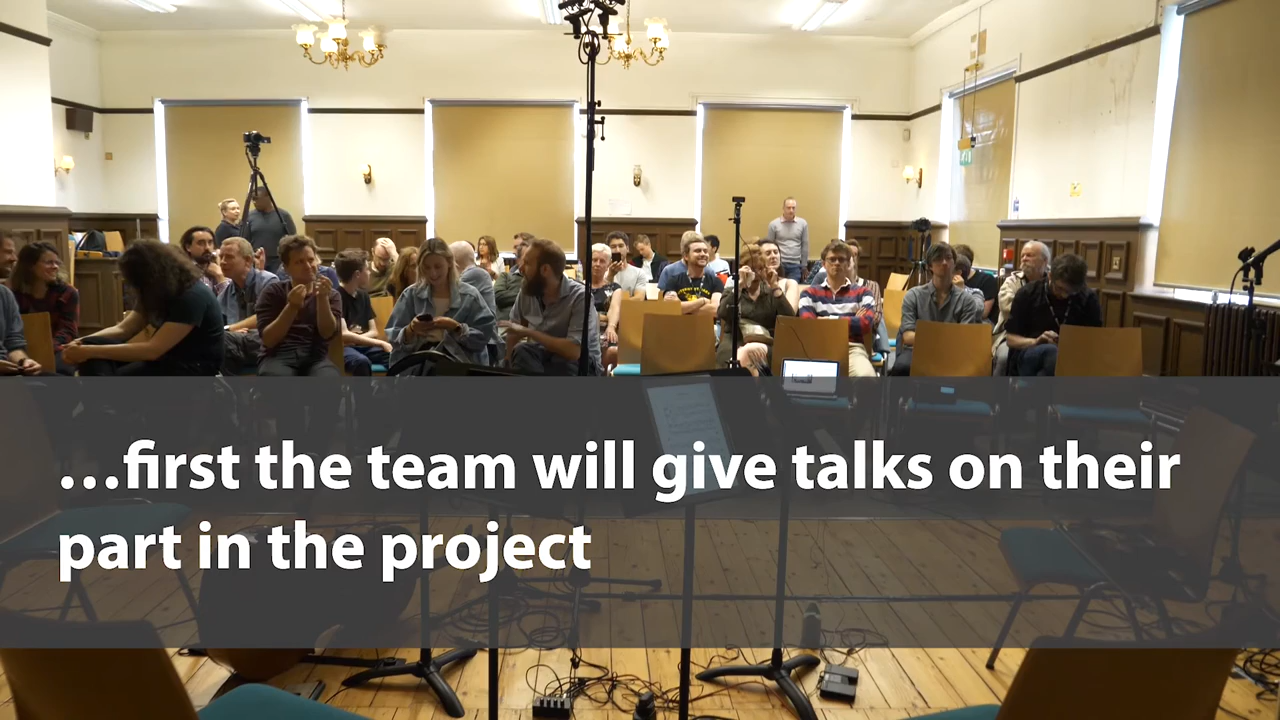 …first the team will give talks on their
part in the project